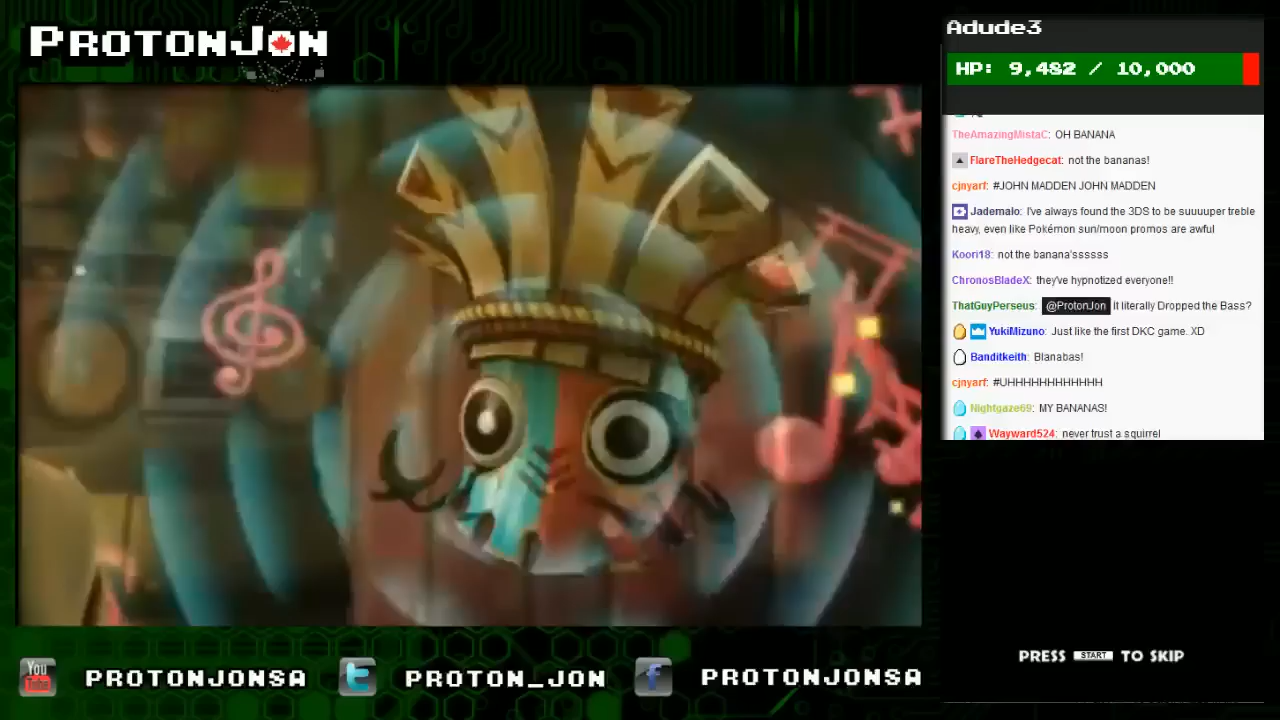 PROTONJON
Adude3
HP: 9,482 / 10,000
TheAmazingMistaC: OH BANANA
FlareTheHedgecat: not the bananas!
cjnyarf: #JOHN MADDEN JOHN MADDEN
Jademalo: I've always found the 3DS to be suuuuper treble
heavy, even like Pokémon sun/moon promos are awful
Koori18: not the banana'ssssss
ChronosBladeX: they've hypnotized everyone!!
ThatGuyPerseus: @ProtonJon it literally Dropped the Bass?
YukiMizuno: Just like the first DKC game. XD
Banditkeith: Blanabas!
cjnyarf: #UHHHHHHHHHHHH
Nightgaze69: MY BANANAS!
Wayward524: never trust a squirrel
PRESS START TO SKIP
You Tube PROTONJONSA t PROTON_JON f PROTONJONSA